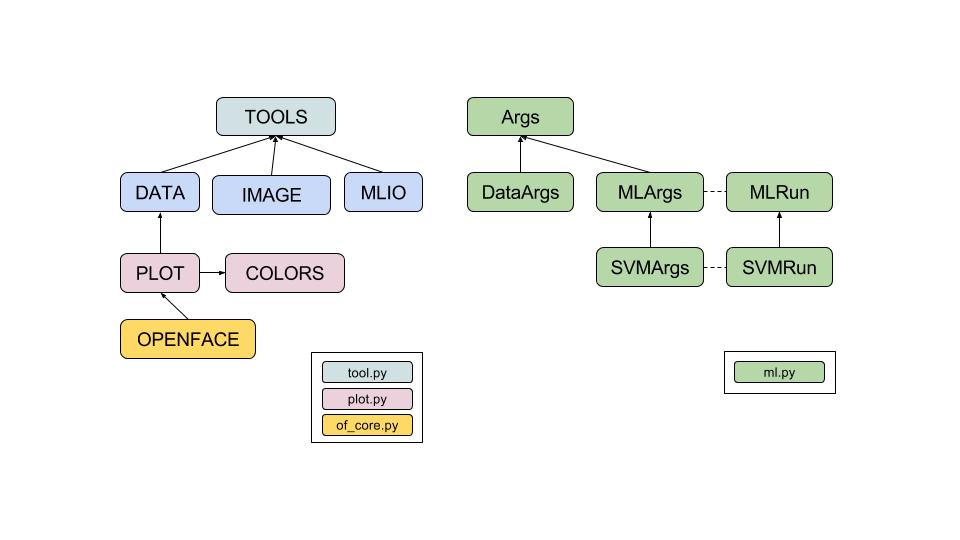 TOOLS
Args
DATA
IMAGE
MLIO
DataArgs
MLArgs
MLRun
PLOT
COLORS
SVMArgs
SVMRun
OPENFACE
tool.py
plot.py
of_core.py
ml.py